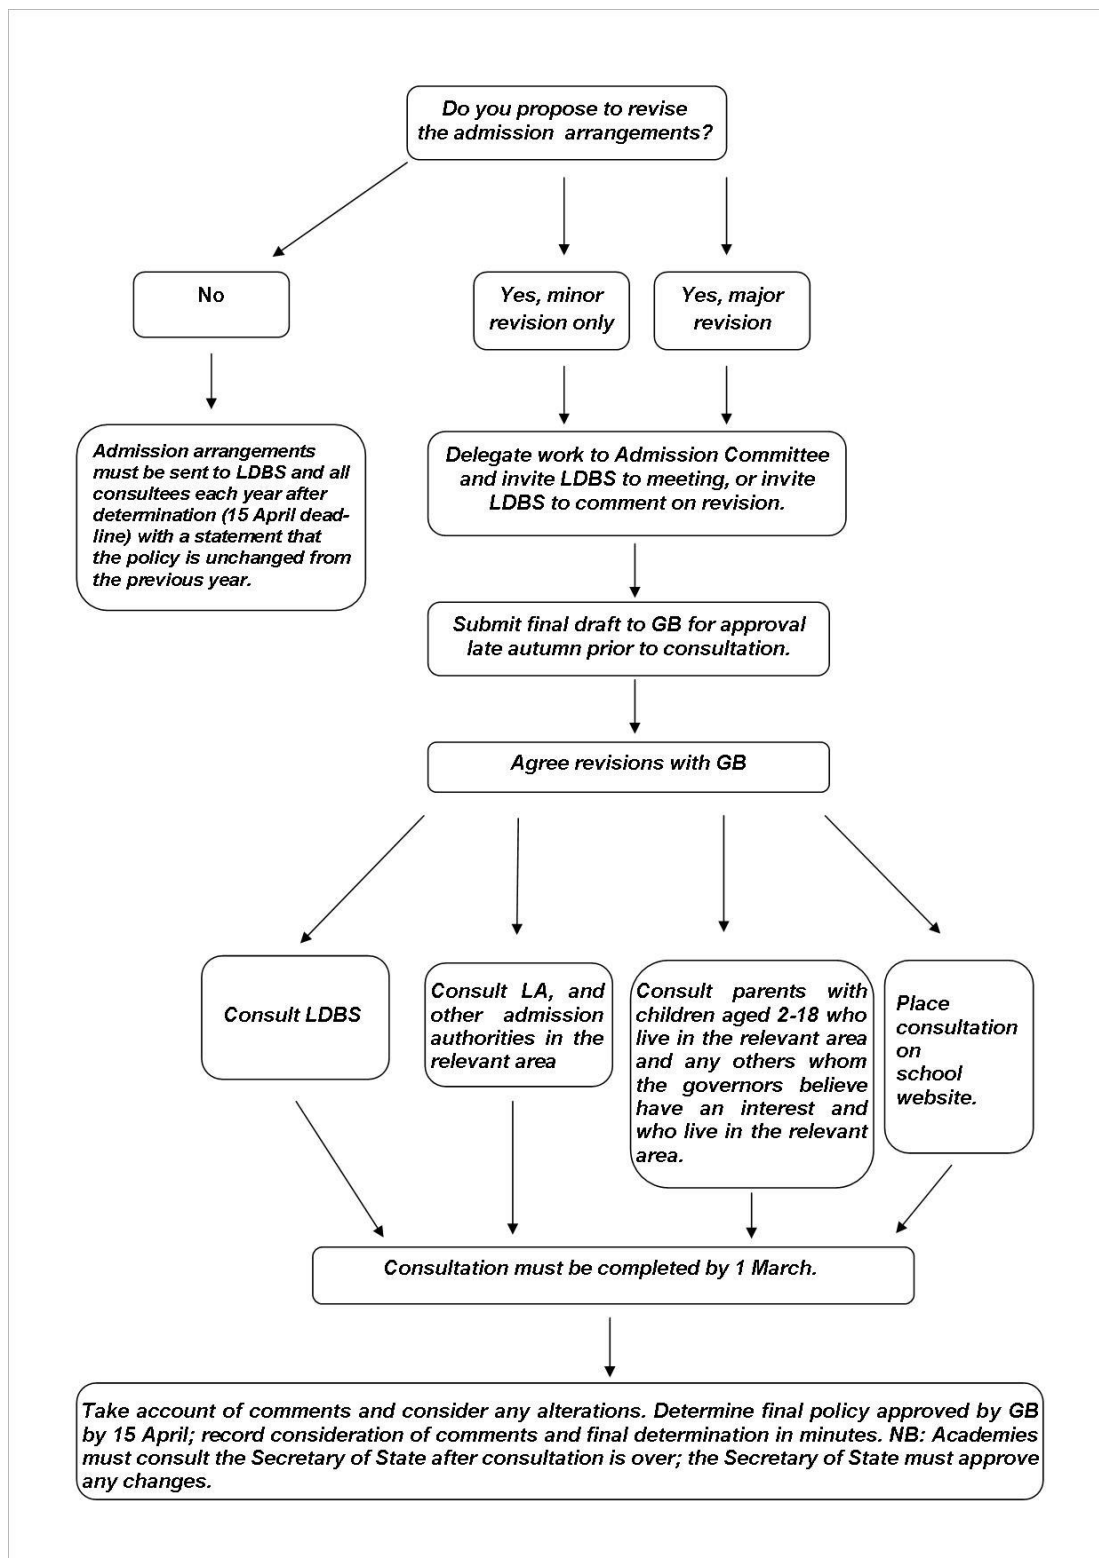 Do you propose to revise
the admission arrangements?
No
Yes, minor
revision only
Yes, major
revision
Admission arrangements
must be sent to LDBS and all
consultees each year after
determination (15 April dead-
line) with a statement that
the policy is unchanged from
the previous year.
Delegate work to Admission Committee
and invite LDBS to meeting, or invite
LDBS to comment on revision.
Submit final draft to GB for approval
late autumn prior to consultation.
Agree revisions with GB
Consult LDBS
Consult LA, and
other admission
authorities in the
relevant area
Consult parents with
children aged 2-18 who
live in the relevant area
and any others whom
the governors believe
have an interest and
who live in the relevant
area.
Place
consultation
on
school
website.
Consultation must be completed by 1 March.
Take account of comments and consider any alterations. Determine final policy approved by GB
by 15 April; record consideration of comments and final determination in minutes. NB: Academies
must consult the Secretary of State after consultation is over; the Secretary of State must approve
any changes.